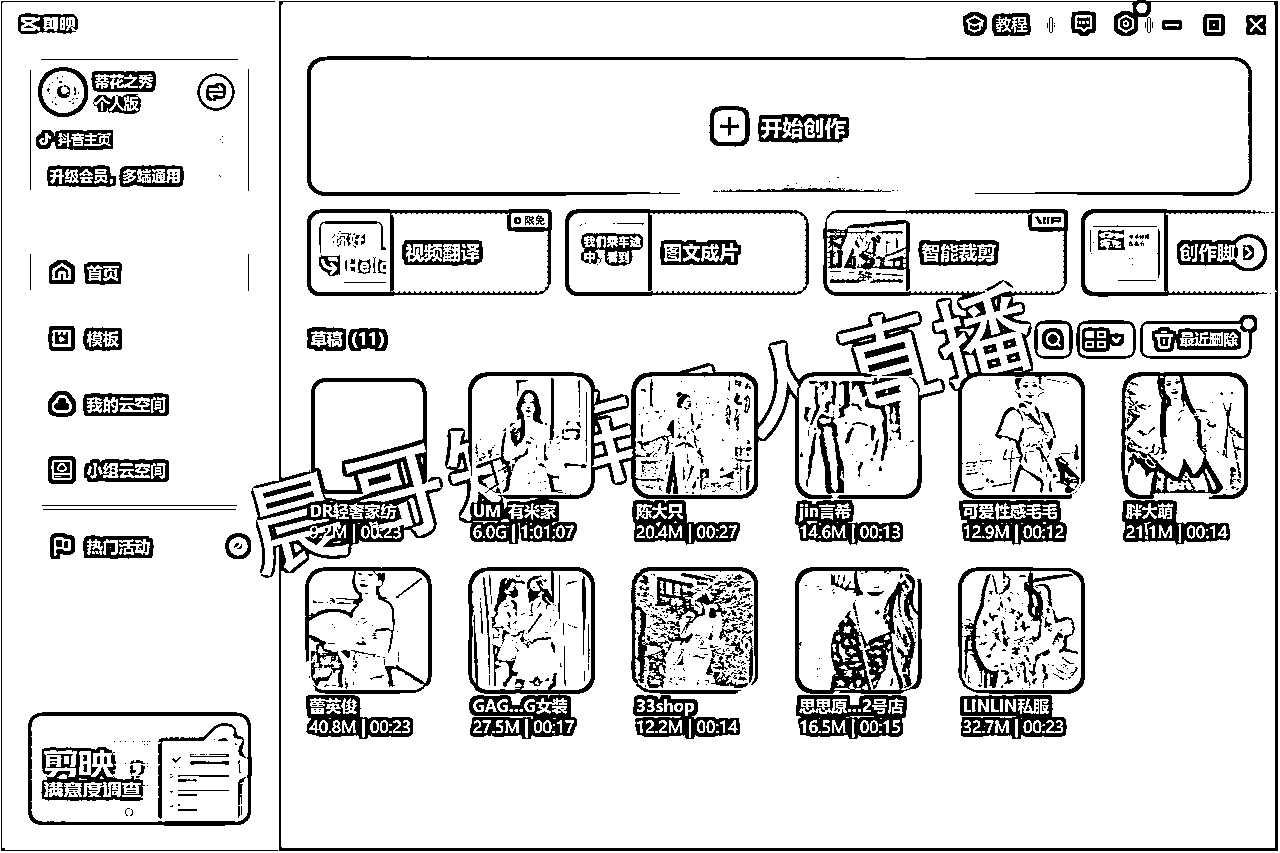 剪映
教程
蒂花之秀
个人版
抖音主页
升级会员，多端通用
首页
模板
我的云空间
小组云空间
热门活动
剪映
满意度调查
开始创作
你好
Hello
视频翻译
限免
我们乘车途
中，看到
图文成片
智能裁剪
VIP
创作脚
草稿 (11)
最近删除
DR轻奢家纺
9.2M | 00:23
UM 有米家
6.0G | 1:01:07
陈大只
20.4M | 00:27
jin言希
14.6M | 00:13
可爱性感毛毛
12.9M | 00:12
胖大萌
21.1M | 00:14
蕾英俊
40.8M | 00:23
GAG...G女装
27.5M | 00:17
33shop
12.2M | 00:14
思思原...2号店
16.5M | 00:15
LINLIN私服
32.7M | 00:23
晨哥
人直播